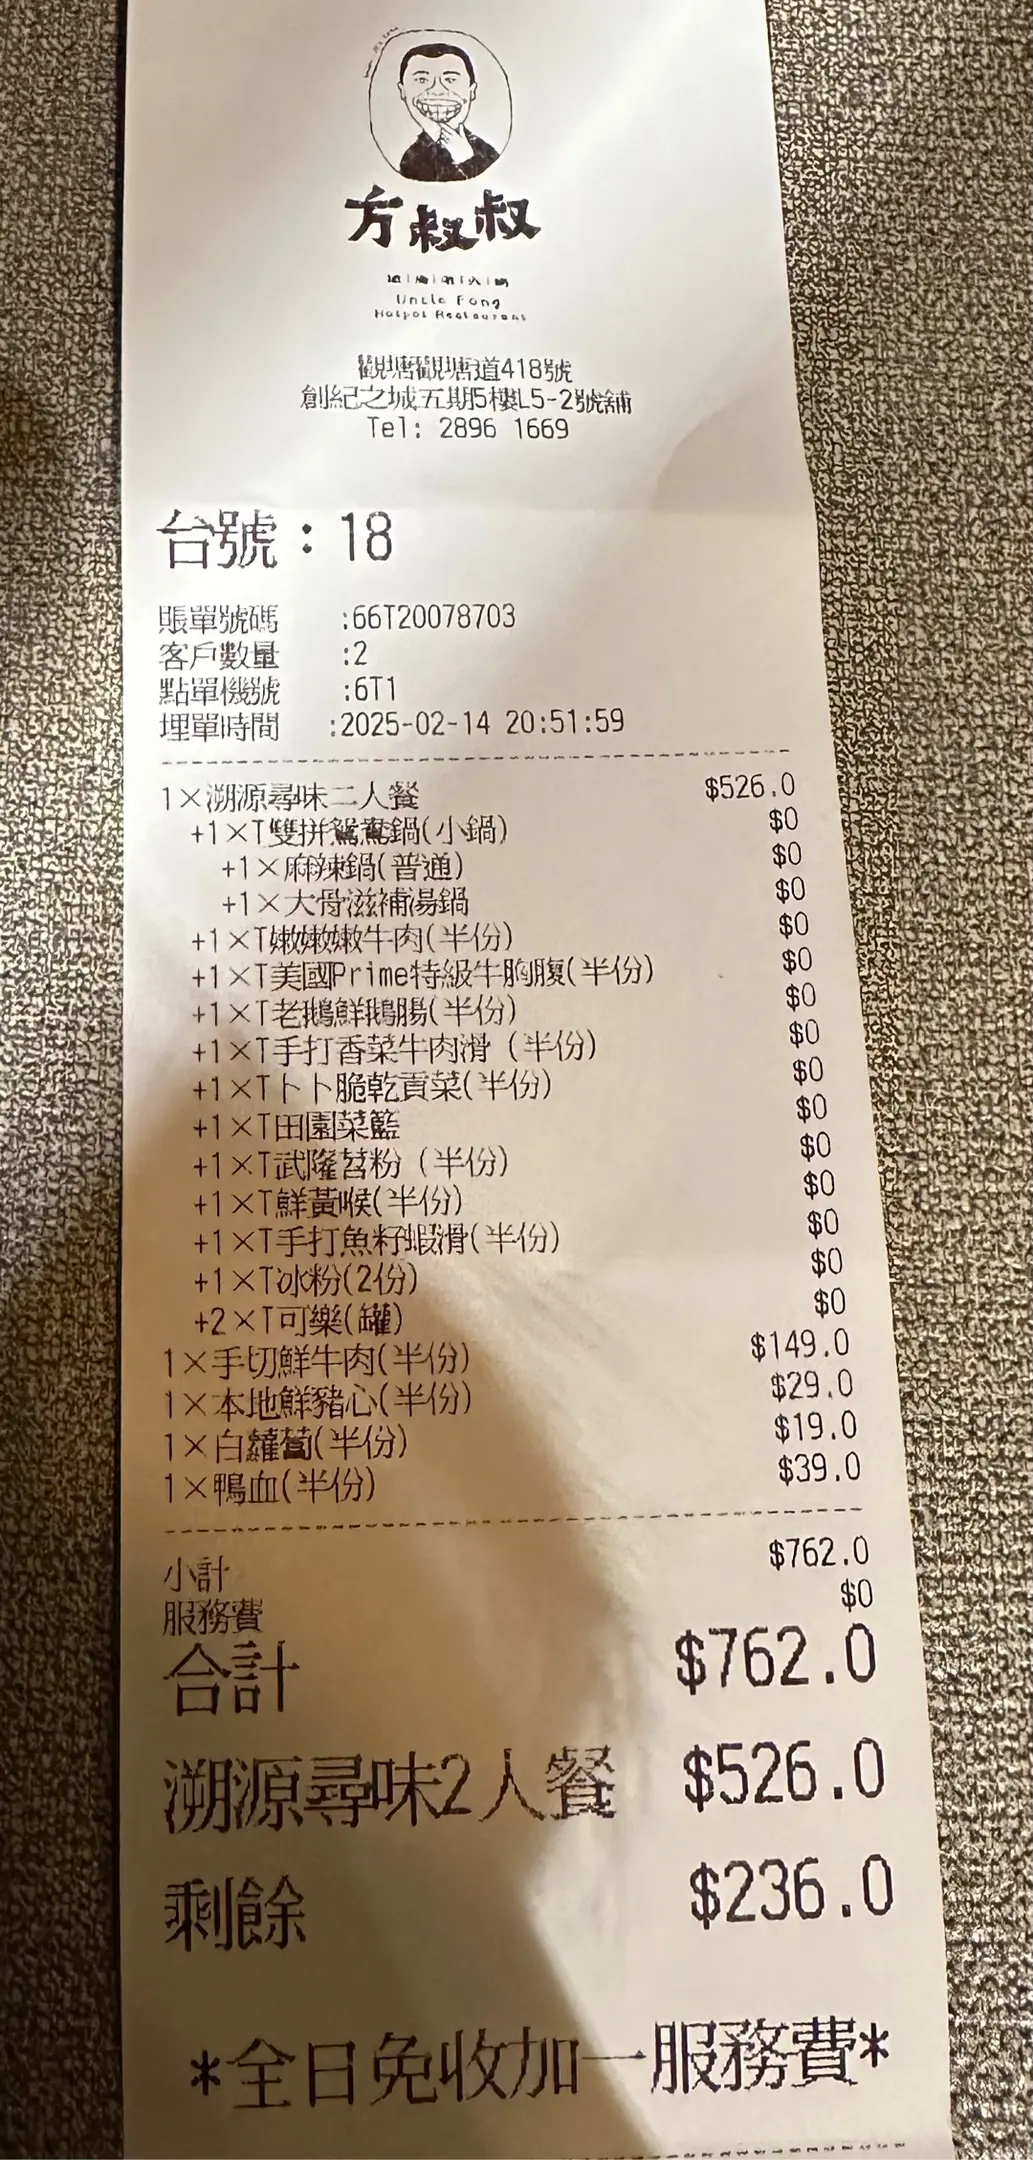 方叔叔
Uncle Fong
Hotpot Restaurant
觀塘觀塘道418號
創紀之城五期5樓L5-2號舖
Tel: 2896 1669
台號：18
賬單號碼 :66T20078703
客戶數量 :2
點單機號 :6T1
埋單時間 :2025-02-14 20:51:59
1×溯源尋味二人餐 $526.0
+1×T雙拼鴛鴦鍋(小鍋) $0
+1×麻辣鍋(普通) $0
+1×大骨滋補湯鍋 $0
+1×T嫩嫩嫩牛肉(半份) $0
+1×T美國Prime特級牛胸腹(半份) $0
+1×T老鵝鮮鵝腸(半份) $0
+1×T手打香菜牛肉滑（半份) $0
+1×T卜卜脆乾貢菜(半份) $0
+1×T田園菜籃 $0
+1×T武隆苕粉（半份) $0
+1×T鮮黃喉(半份) $0
+1×T手打魚籽蝦滑(半份) $0
+1×T冰粉(2份) $0
+2×T可樂(罐) $0
1×手切鮮牛肉(半份) $149.0
1×本地鮮豬心(半份) $29.0
1×白蘿蔔(半份) $19.0
1×鴨血(半份) $39.0
小計 $762.0
服務費 $0
合計 $762.0
溯源尋味2人餐 $526.0
剩餘 $236.0
*全日免收加一服務費*